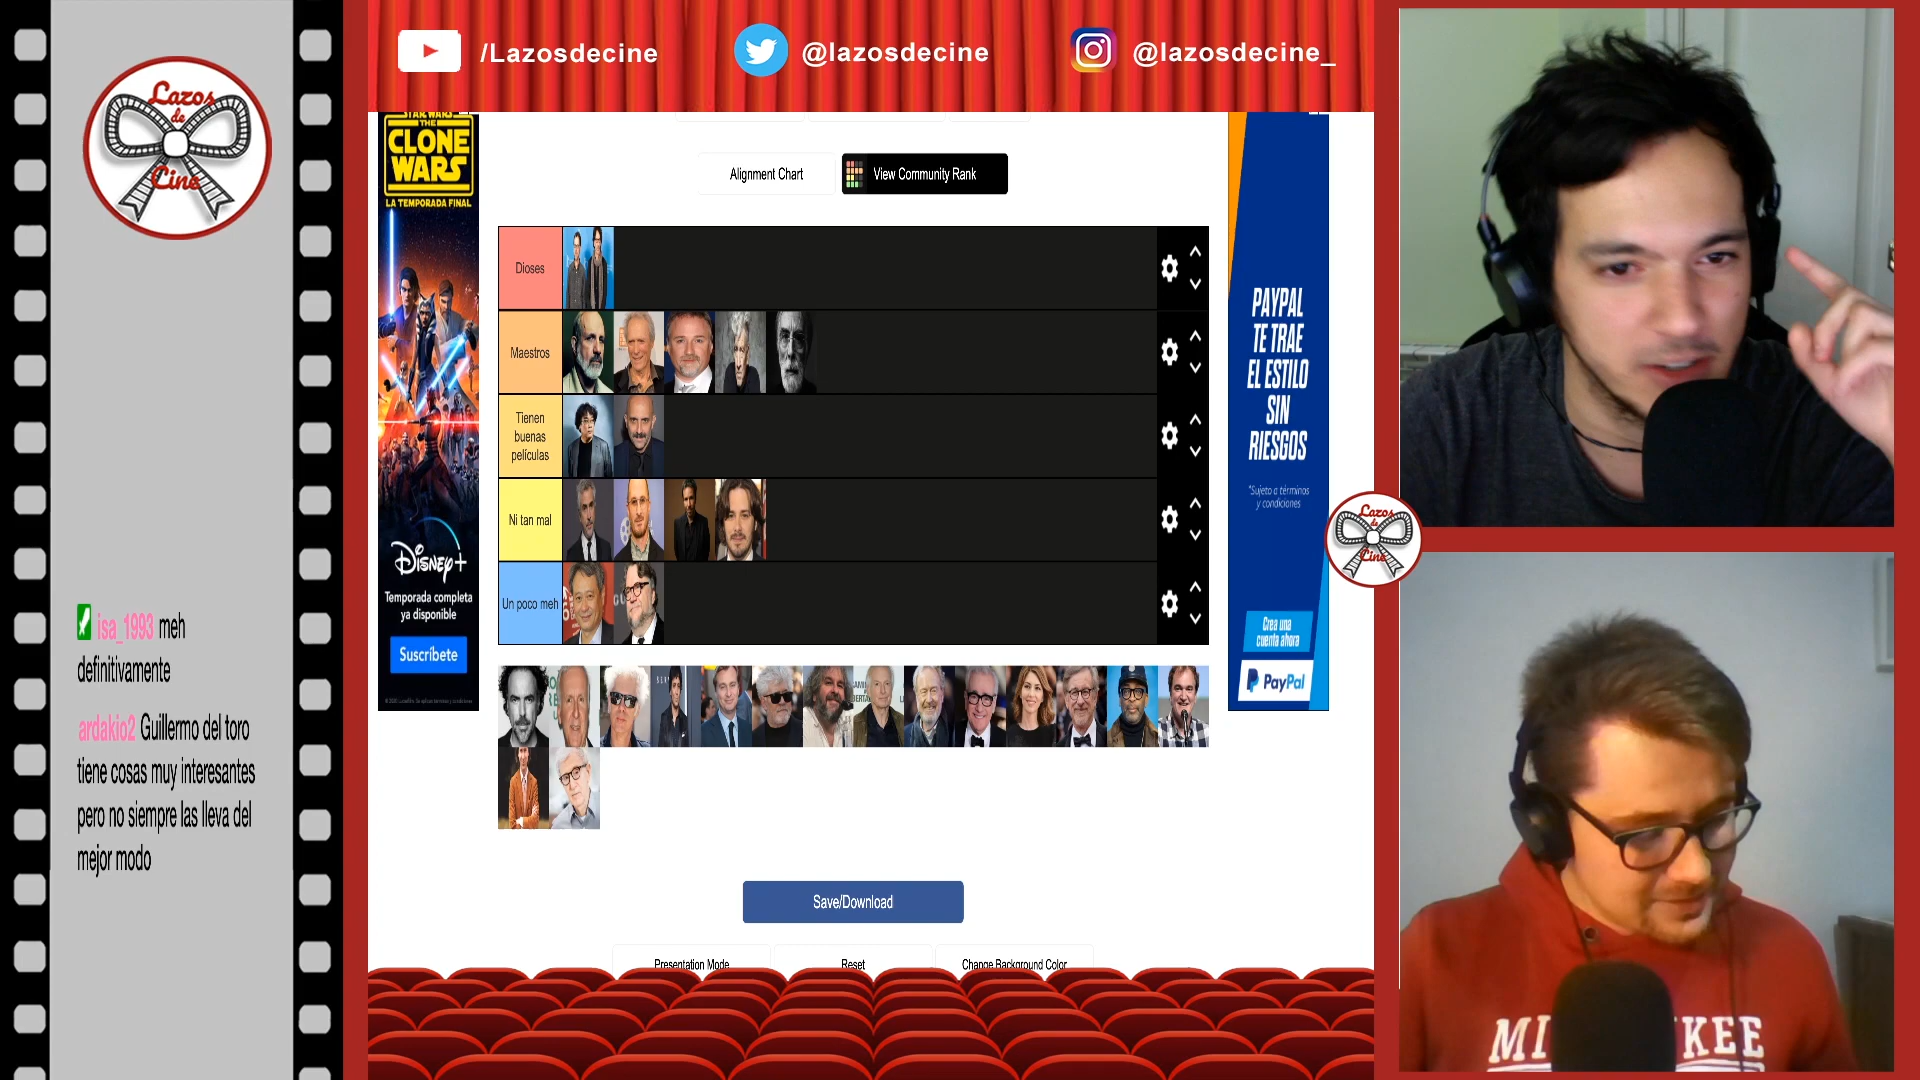 Lazos
de
Cine
/Lazosdecine
@lazosdecine
@lazosdecine_
STAR WARS
THE
CLONE
WARS
LA TEMPORADA FINAL
Disney+
Temporada completa
ya disponible
Suscríbete
Alignment Chart
View Community Rank
Dioses
Maestros
Tienen
buenas
películas
Ni tan mal
Un poco meh
PAYPAL
TE TRAE
EL ESTILO
SIN
RIESGOS
*Sujeto a términos
y condiciones
Crea una
cuenta ahora
PayPal
Lazos
de
Cine
isa_1993 meh
definitivamente
ardakio2 Guillermo del toro
tiene cosas muy interesantes
pero no siempre las lleva del
mejor modo
Save/Download
Presentation Mode
Reset
Change Background Color